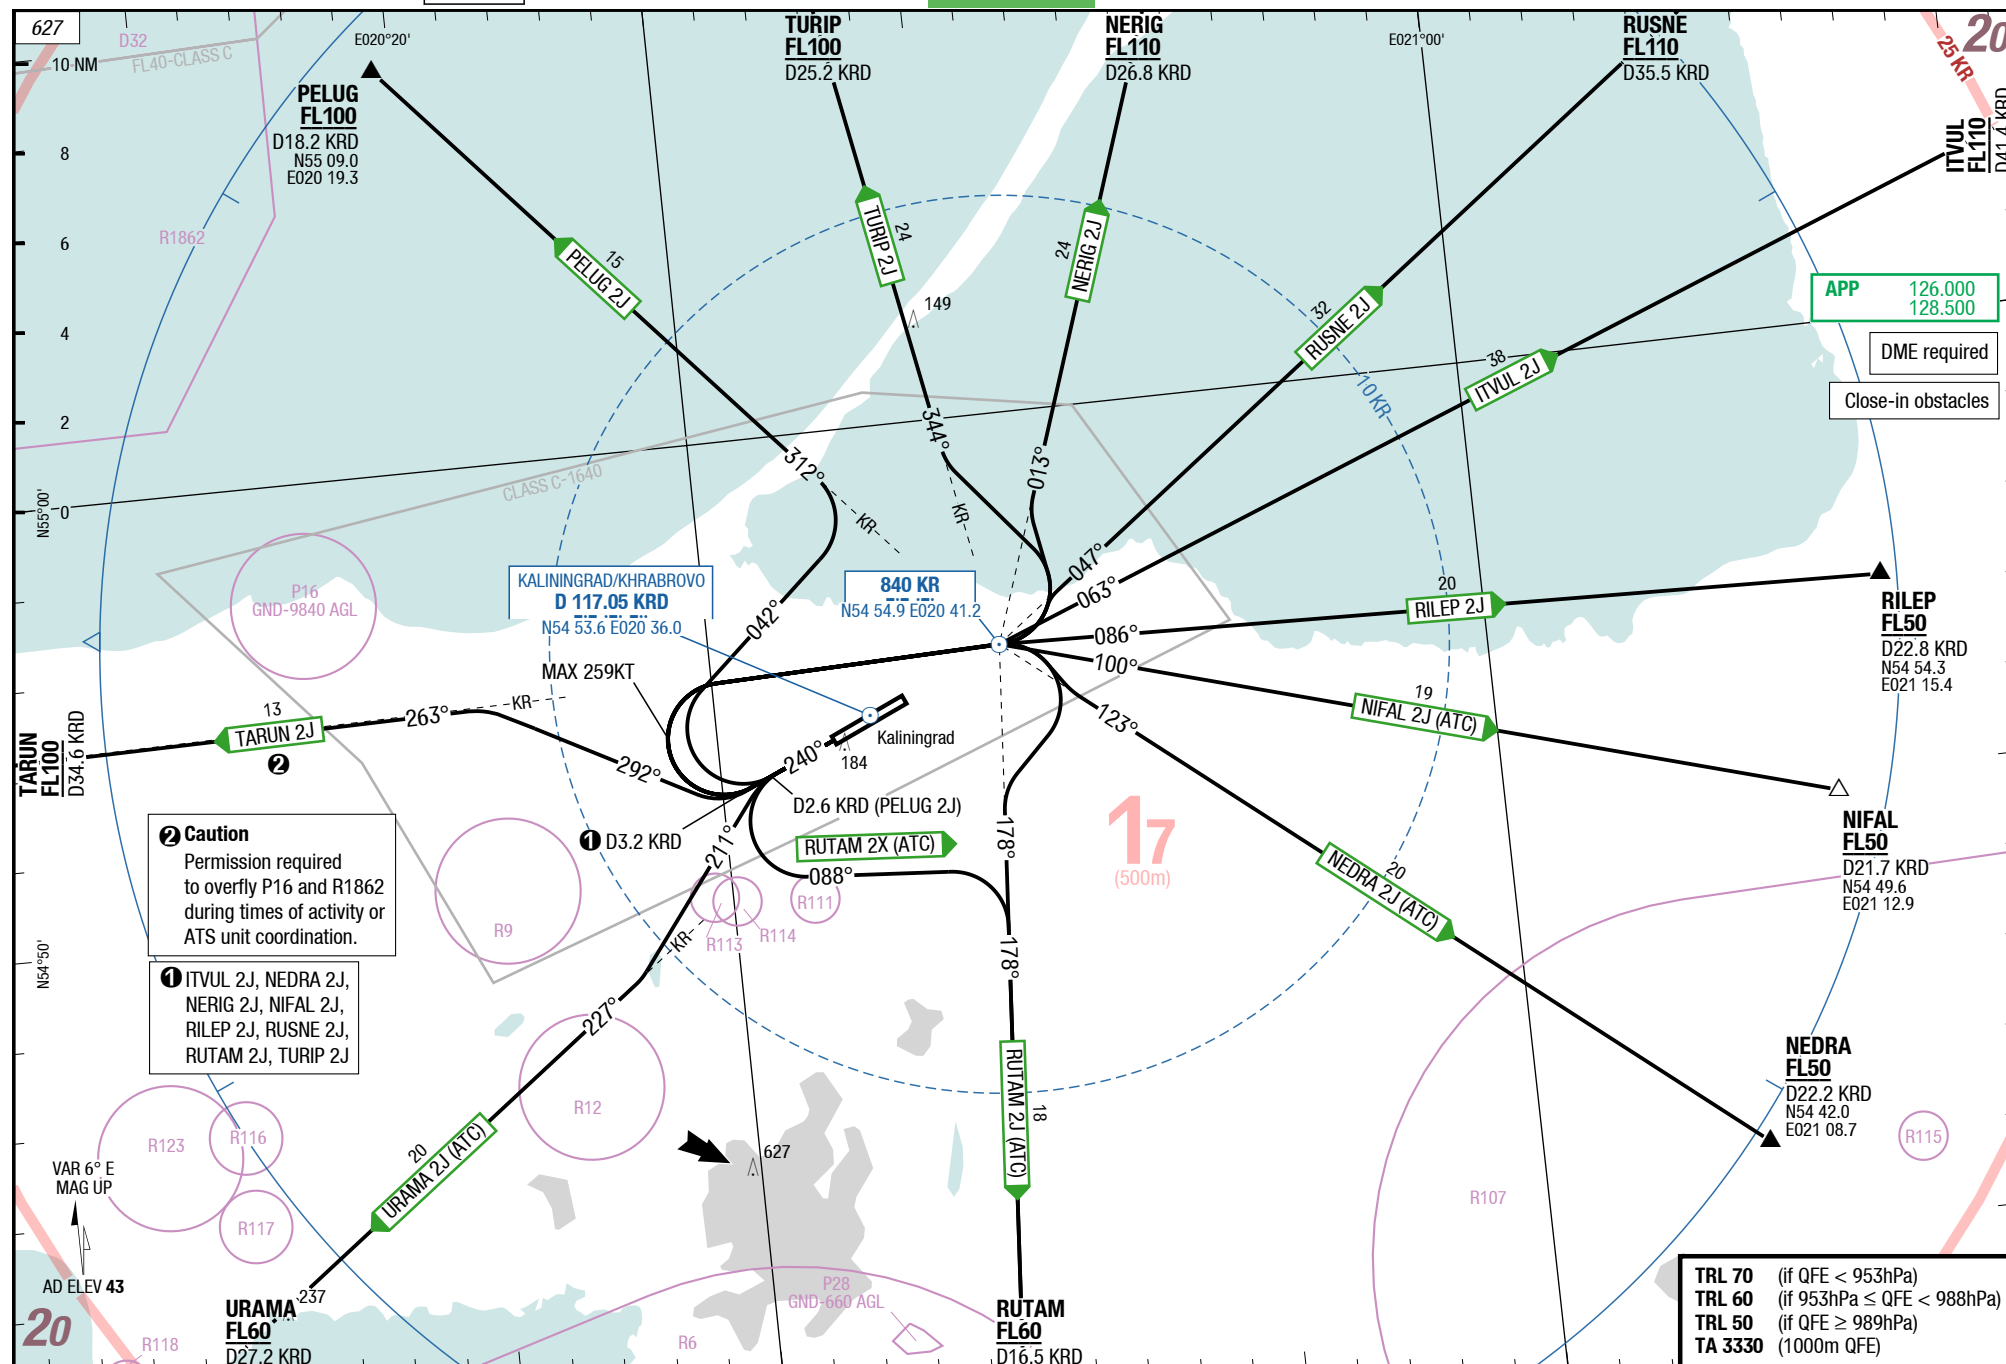 627
D32
FL40-CLASS C
E020°20'
10 NM
8
6
4
2
0
N55°00'
N54°50'
PELUG
FL100
D18.2 KRD
N55 09.0
E020 19.3
TURIP
FL100
D25.2 KRD
NERIG
FL110
D26.8 KRD
E021°00'
RUSNE
FL110
D35.5 KRD
25 KR
20
ITVUL
FL110
D41.4 KRD
R1862
15
PELUG 2J
24
TURIP 2J
24
NERIG 2J
149
32
RUSNE 2J
38
ITVUL 2J
10 KR
APP 126.000
128.500
DME required
Close-in obstacles
CLASS C-1640
312°
KR
344°
KR
013°
047°
063°
P16
GND-9840 AGL
KALININGRAD/KHRABROVO
D 117.05 KRD
N54 53.6 E020 36.0
840 KR
N54 54.9 E020 41.2
042°
MAX 259KT
20
RILEP 2J
086°
RILEP
FL50
D22.8 KRD
N54 54.3
E021 15.4
100°
19
NIFAL 2J (ATC)
123°
NIFAL
FL50
D21.7 KRD
N54 49.6
E021 12.9
TARUN
FL100
D34.6 KRD
13
TARUN 2J
2
263°
KR
292°
240°
Kaliningrad
184
D2.6 KRD (PELUG 2J)
1 D3.2 KRD
RUTAM 2X (ATC)
211°
088°
178°
178°
17
(500m)
20
NEDRA 2J (ATC)
2 Caution
Permission required
to overfly P16 and R1862
during times of activity or
ATS unit coordination.
1 ITVUL 2J, NEDRA 2J,
NERIG 2J, NIFAL 2J,
RILEP 2J, RUSNE 2J,
RUTAM 2J, TURIP 2J
R9
R113
R114
R111
KR
227°
R12
NEDRA
FL50
D22.2 KRD
N54 42.0
E021 08.7
R115
R107
R123
R116
R117
R118
VAR 6° E
MAG UP
AD ELEV 43
20
20
URAMA 2J (ATC)
627
18
RUTAM 2J (ATC)
237
URAMA
FL60
D27.2 KRD
P28
GND-660 AGL
R6
RUTAM
FL60
D16.5 KRD
TRL 70 (if QFE < 953hPa)
TRL 60 (if 953hPa ≤ QFE < 988hPa)
TRL 50 (if QFE ≥ 989hPa)
TA 3330 (1000m QFE)